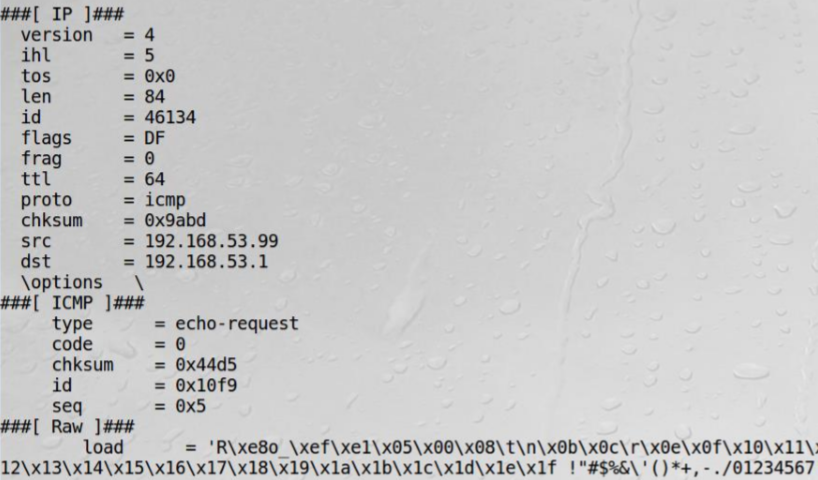 ###[ IP ]###
  version   = 4
  ihl       = 5
  tos       = 0x0
  len       = 84
  id        = 46134
  flags     = DF
  frag      = 0
  ttl       = 64
  proto     = icmp
  chksum    = 0x9abd
  src       = 192.168.53.99
  dst       = 192.168.53.1
  \options   \
###[ ICMP ]###
     type      = echo-request
     code      = 0
     chksum    = 0x44d5
     id        = 0x10f9
     seq       = 0x5
###[ Raw ]###
        load      = 'R\xe8o_\xef\xe1\x05\x00\x08\t\n\x0b\x0c\r\x0e\x0f\x10\x11\x
12\x13\x14\x15\x16\x17\x18\x19\x1a\x1b\x1c\x1d\x1e\x1f !"#$%&\'()*+,-./01234567